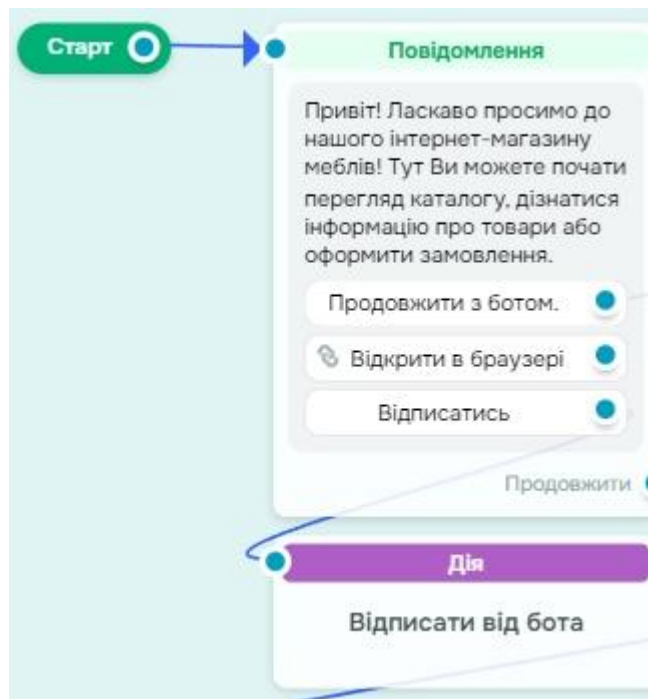 Старт
Повідомлення
Привіт! Ласкаво просимо до
нашого інтернет-магазину
меблів! Тут Ви можете почати
перегляд каталогу, дізнатися
інформацію про товари або
оформити замовлення.
Продовжити з ботом.
Відкрити в браузері
Відписатись
Продовжити
Дія
Відписати від бота